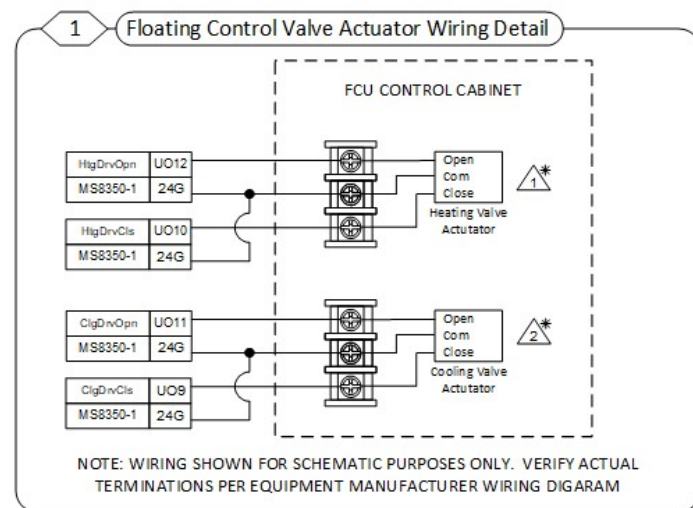 1 Floating Control Valve Actuator Wiring Detail
FCU CONTROL CABINET
HtgDrvOpn UO12
MS8350-1 24G
HtgDrvCls UO10
MS8350-1 24G
Open
Com
Close
Heating Valve
Actutator
1*
ClgDrvOpn UO11
MS8350-1 24G
ClgDrvCls UO9
MS8350-1 24G
Open
Com
Close
Cooling Valve
Actutator
2*
NOTE: WIRING SHOWN FOR SCHEMATIC PURPOSES ONLY. VERIFY ACTUAL
TERMINATIONS PER EQUIPMENT MANUFACTURER WIRING DIGARAM